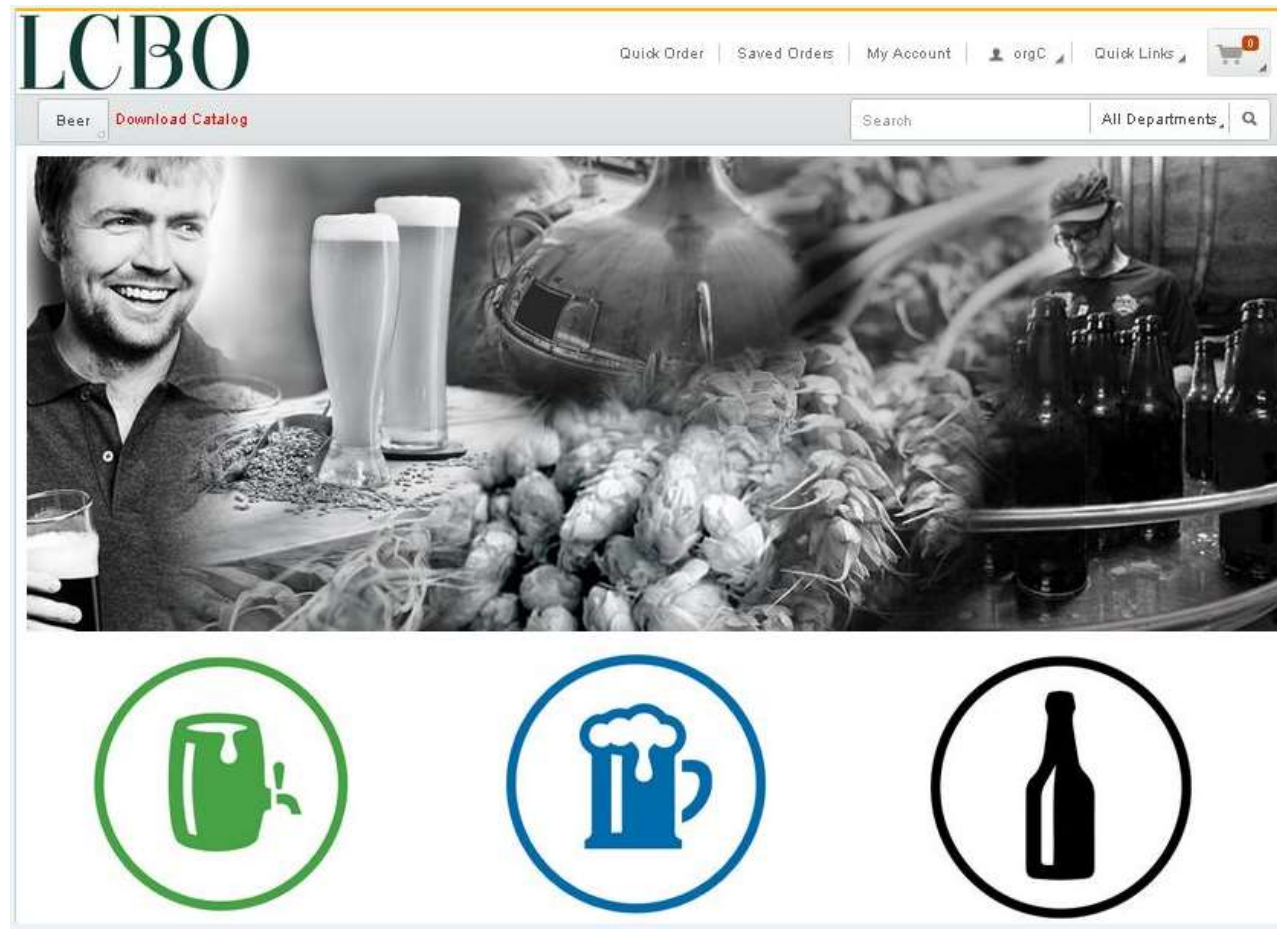 LCBO
Quick Order Saved Orders My Account orgC Quick Links 0
Beer Download Catalog Search All Departments